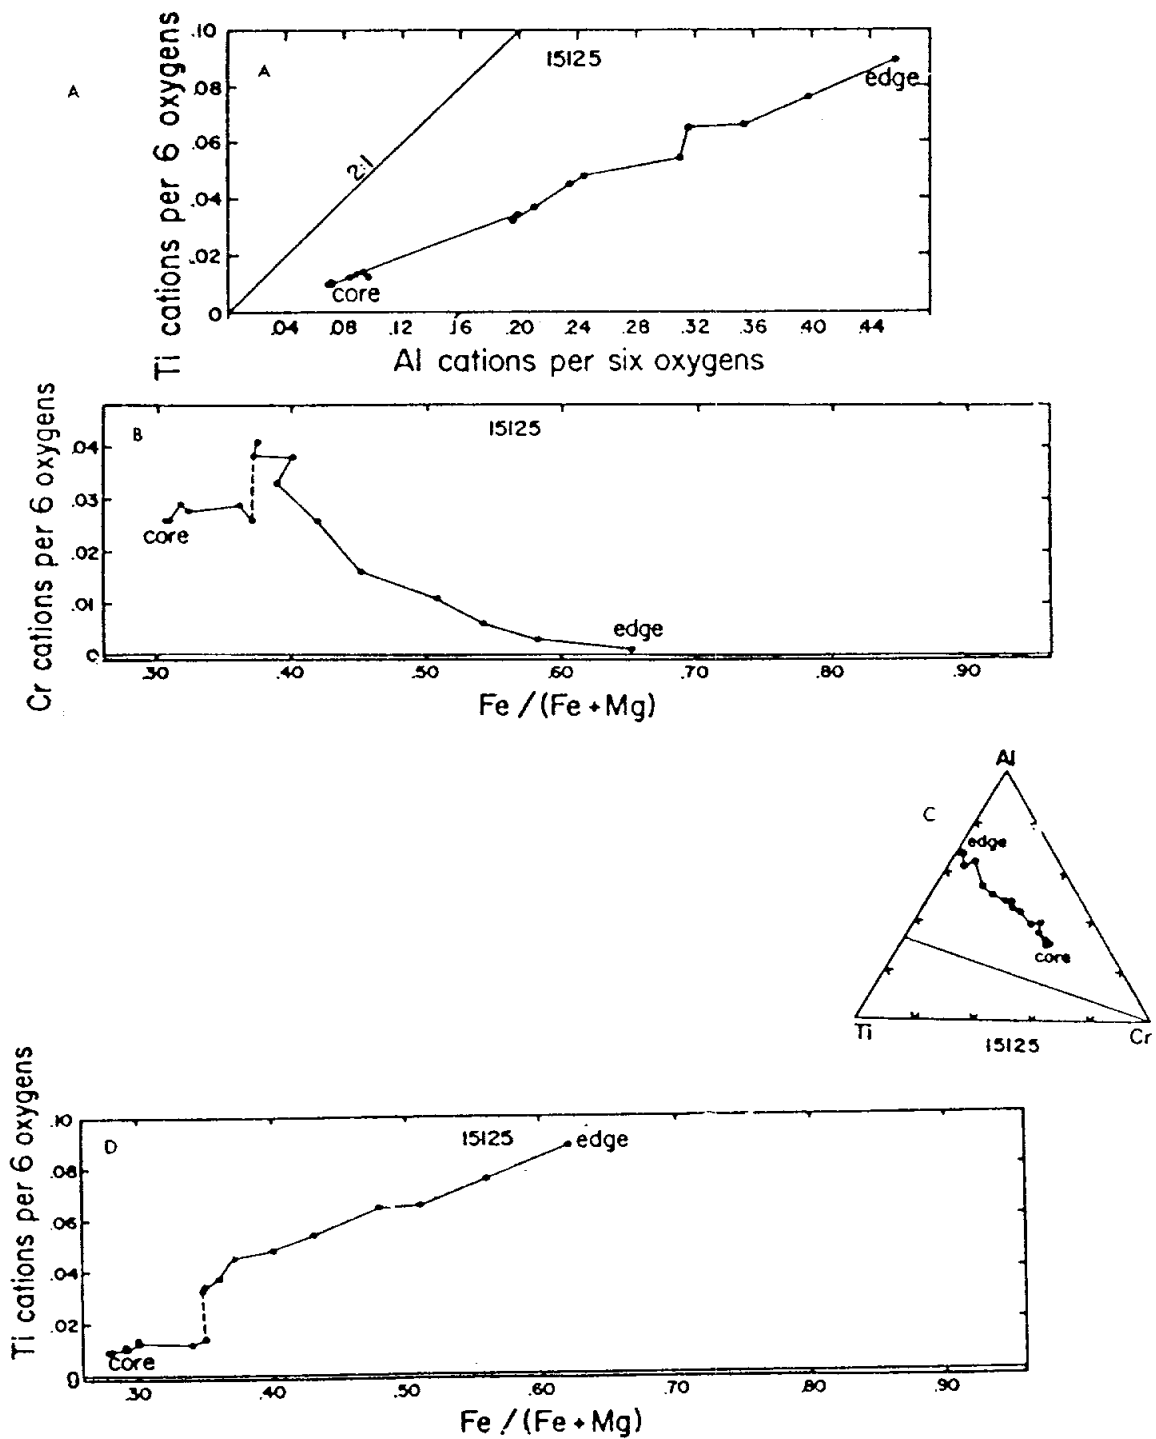 A
A
15125
edge
2:1
core
.10
.08
.06
.04
.02
0
.04 .08 .12 .16 .20 .24 .28 .32 .36 .40 .44
Ti cations per 6 oxygens
Al cations per six oxygens
B
15125
core
edge
.04
.03
.02
.01
0
.30 .40 .50 .60 .70 .80 .90
Cr cations per 6 oxygens
Fe/(Fe+Mg)
Al
C
edge
core
Ti
Cr
15125
D
15125
edge
core
.10
.08
.06
.04
.02
0
.30 .40 .50 .60 .70 .80 .90
Ti cations per 6 oxygens
Fe/(Fe+Mg)